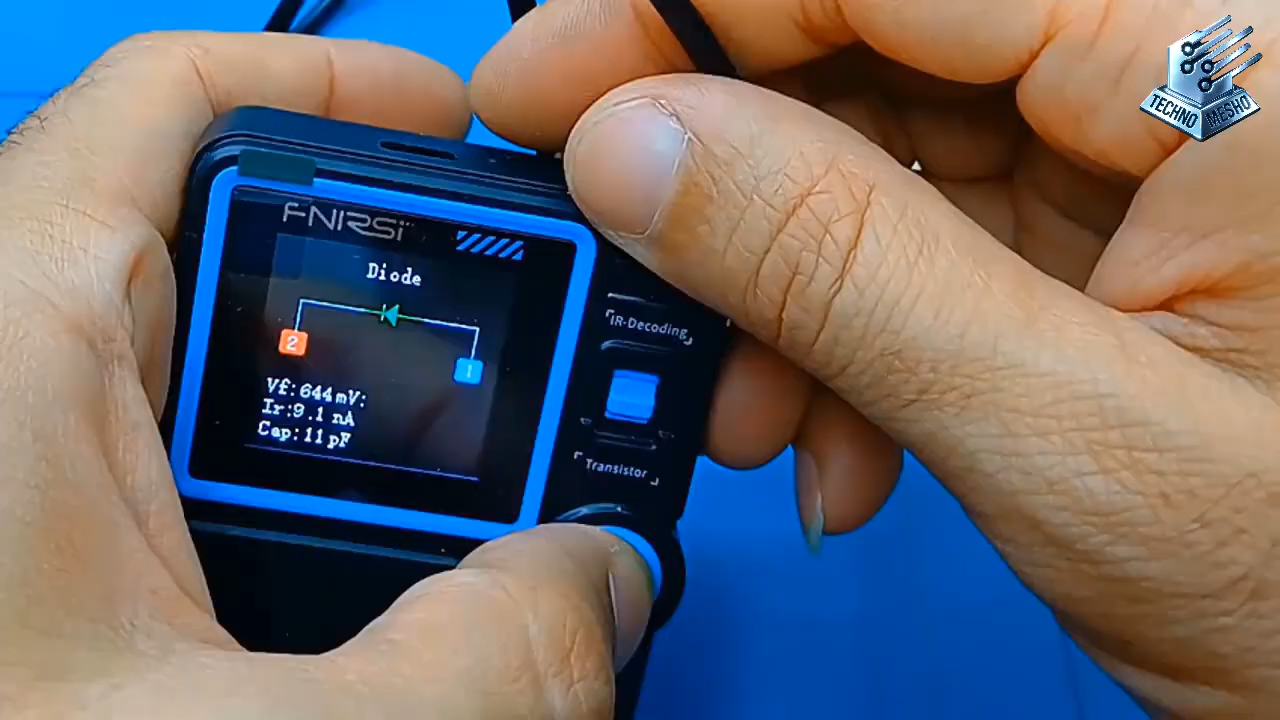 TECHNO MESHO
FNIRSI
Diode
2
1
Vf:644mV:
Ir:9.1 nA
Cap:11pF
IR-Decoding
Transistor